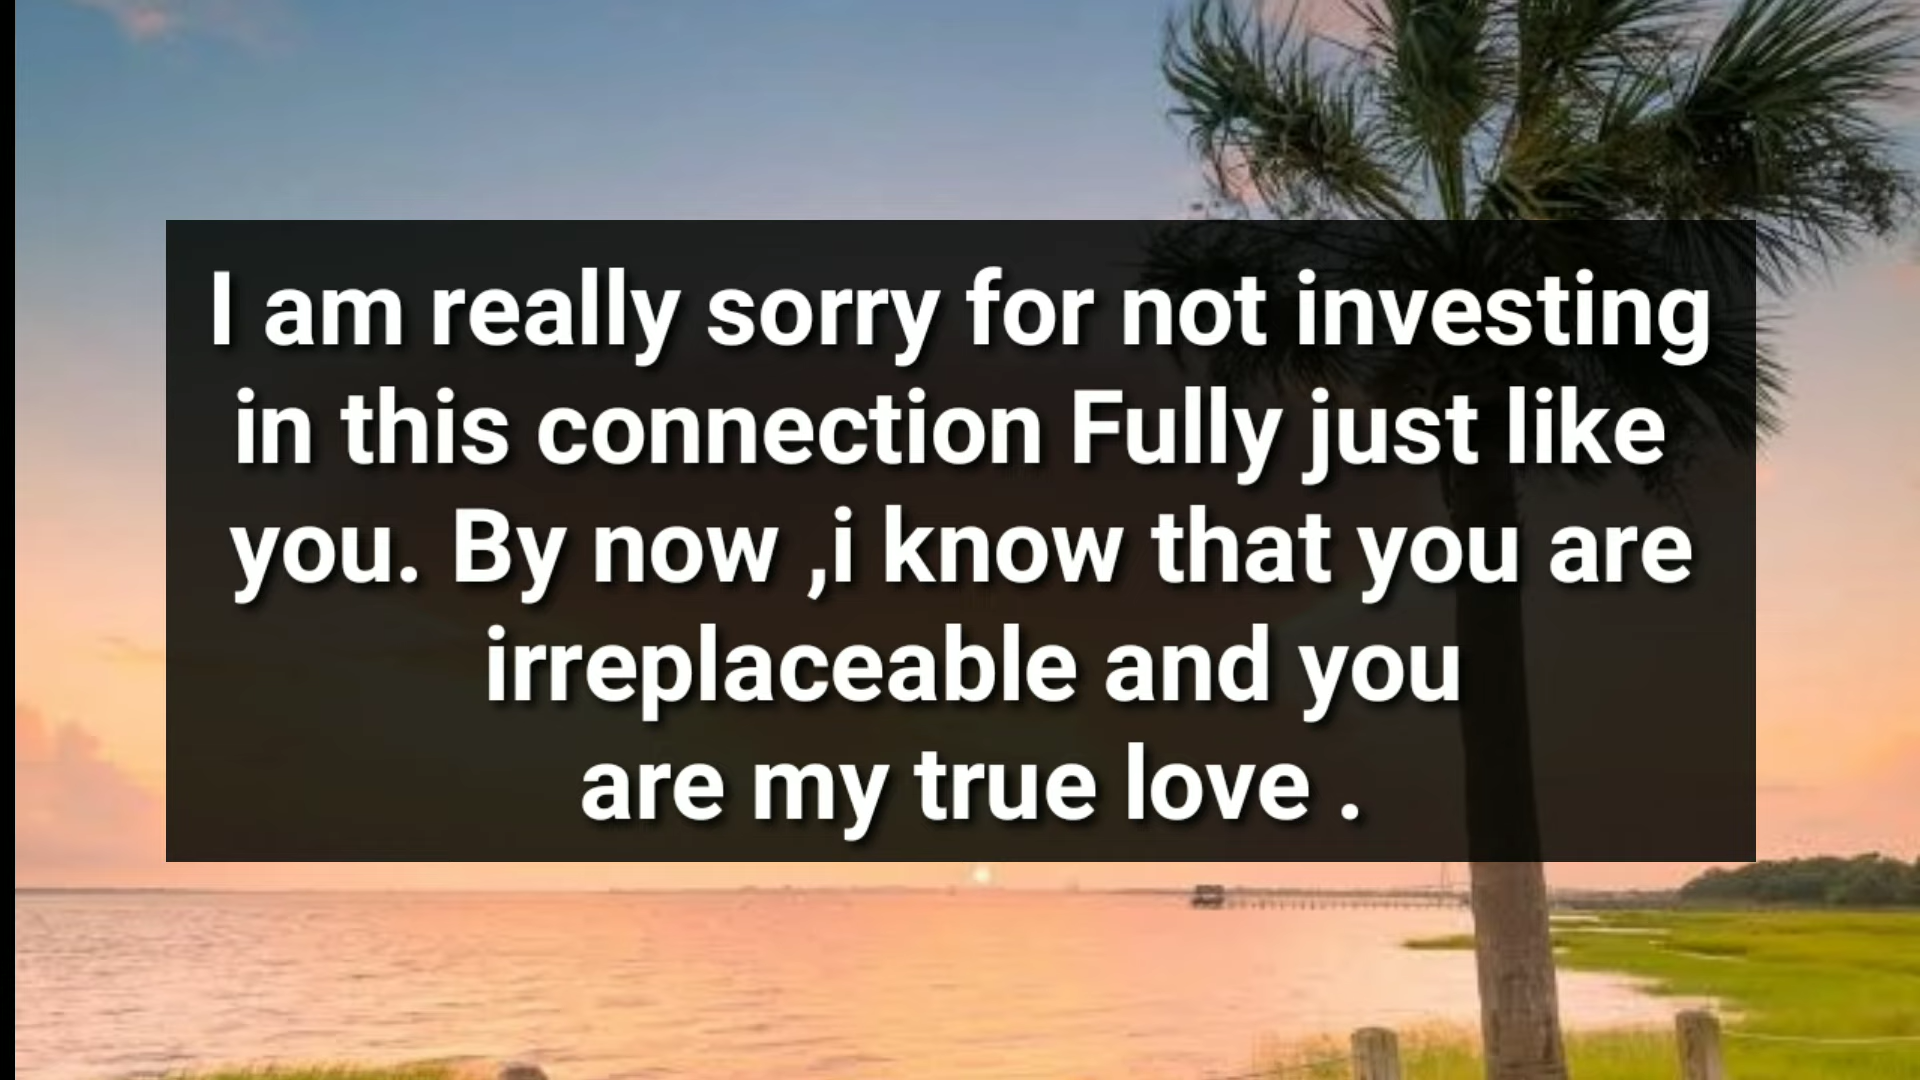 I am really sorry for not investing
in this connection Fully just like
you. By now ,i know that you are
irreplaceable and you
are my true love .